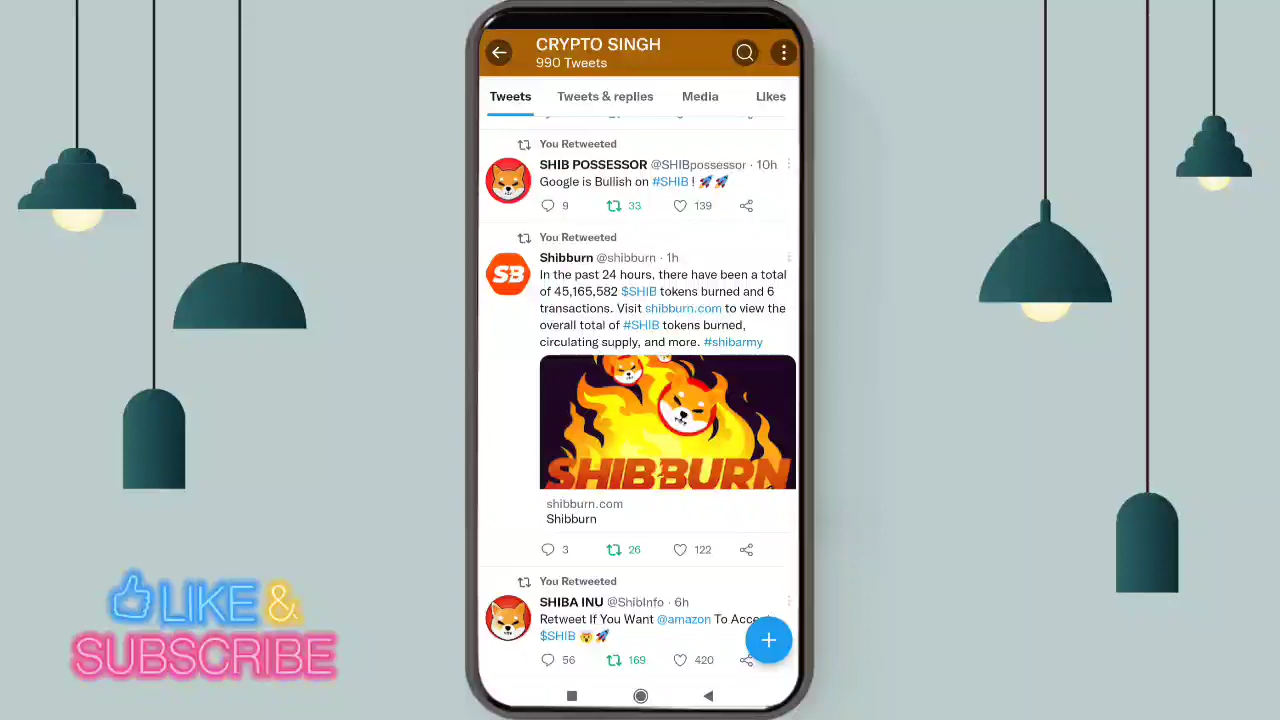 CRYPTO SINGH
990 Tweets
Tweets Tweets & replies Media Likes
You Retweeted
SHIB POSSESSOR @SHIBpossessor · 10h
Google is Bullish on #SHIB ! 🚀🚀
9 33 139
You Retweeted
Shibburn @shibburn · 1h
SB
In the past 24 hours, there have been a total
of 45,165,582 $SHIB tokens burned and 6
transactions. Visit shibburn.com to view the
overall total of #SHIB tokens burned,
circulating supply, and more. #shibarmy
SHIBBURN
shibburn.com
Shibburn
3 26 122
You Retweeted
SHIBA INU @ShibInfo · 6h
Retweet If You Want @amazon To
$SHIB 🤯🚀
56 169 420
LIKE &
SUBSCRIBE